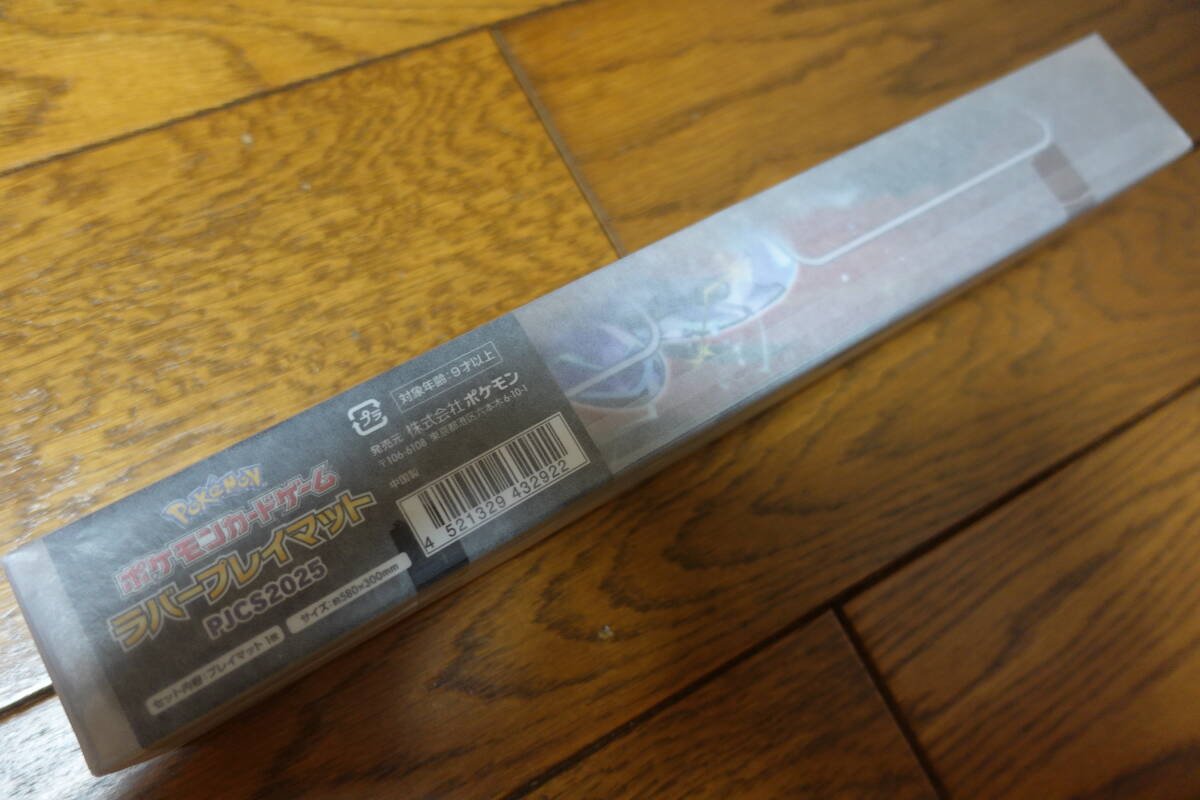 POKÉMON
ポケモンカードゲーム
ラバープレイマット
PJCS2025
セット内容:プレイマット 1枚
サイズ:約580×300mm
プラ
対象年齢:9才以上
発売元 株式会社ポケモン
〒106-6108 東京都港区六本木6-10-1
中国製
4 521329 432922